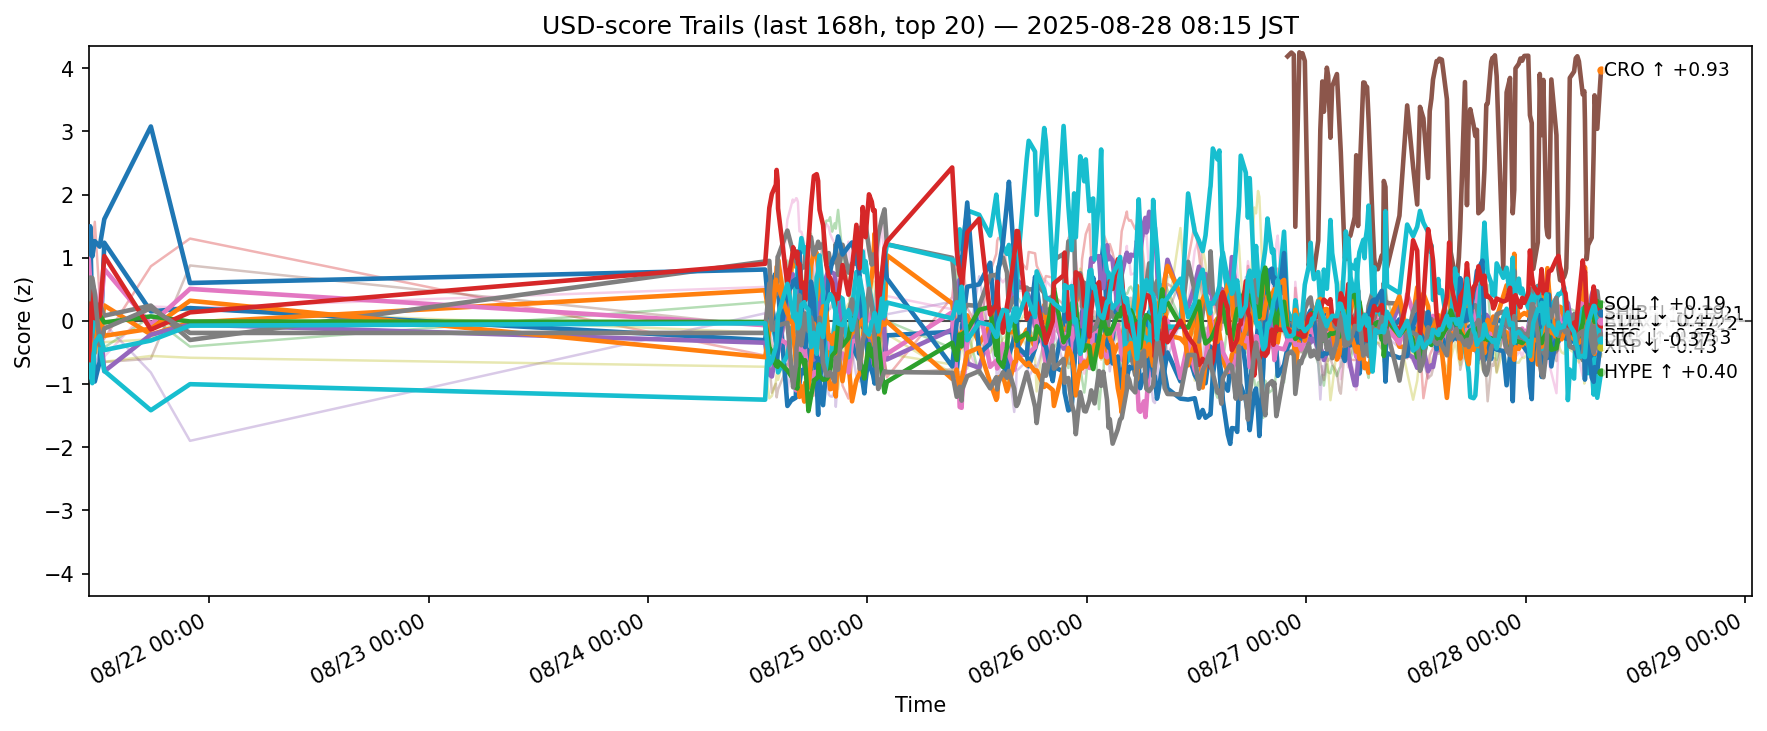 USD-score Trails (last 168h, top 20) — 2025-08-28 08:15 JST
Score (z)
4
3
2
1
0
−1
−2
−3
−4
CRO ↑ +0.93
SOL ↑ +0.19
LTC ↓ -0.37
XRP ↓ -0.43
HYPE ↑ +0.40
08/22 00:00
08/23 00:00
08/24 00:00
08/25 00:00
08/26 00:00
08/27 00:00
08/28 00:00
08/29 00:00
Time